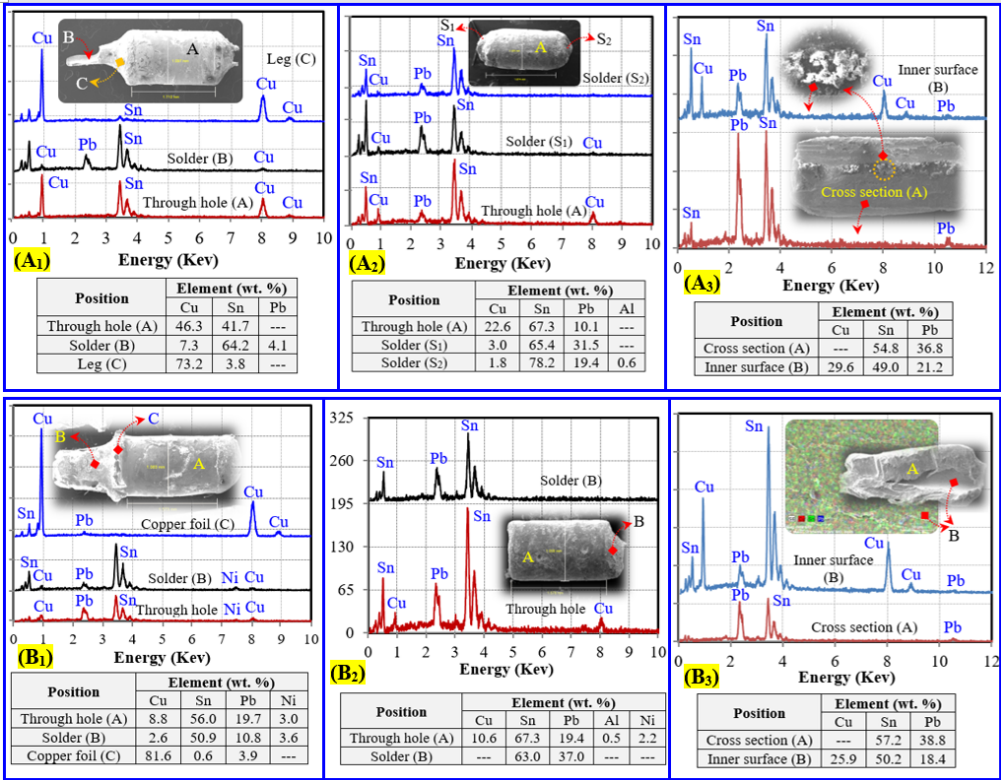 Cu
B
A
Leg (C)
C
Cu
Sn
Cu
Cu
Pb
Sn
Solder (B)
Cu
Cu
Sn
Through hole (A)
Cu
0 1 2 3 4 5 6 7 8 9 10
(A1)
Energy (Kev)
Position
Element (wt. %)
Cu Sn Pb
Through hole (A) 46.3 41.7 ---
Solder (B) 7.3 64.2 4.1
Leg (C) 73.2 3.8 ---
S1
A
S2
Sn
Sn
Cu
Pb
Solder (S2)
Sn
Cu
Pb
Sn
Solder (S1)
Cu
Sn
Cu
Pb
Sn
Through hole (A)
Cu
0 1 2 3 4 5 6 7 8 9 10
(A2)
Energy (Kev)
Position
Element (wt. %)
Cu Sn Pb Al
Through hole (A) 22.6 67.3 10.1 ---
Solder (S1) 3.0 65.4 31.5 ---
Solder (S2) 1.8 78.2 19.4 0.6
Sn
Sn
Cu
Pb
Inner surface
(B)
Cu
Cu
Pb
Pb
Sn
Cross section (A)
Sn
Pb
0 2 4 6 8 10 12
(A3)
Energy (Kev)
Position
Element (wt. %)
Cu Sn Pb
Cross section (A) --- 54.8 36.8
Inner surface (B) 29.6 49.0 21.2
Cu
B
C
A
Cu
Sn
Pb
Copper foil (C)
Cu
Sn
Cu
Pb
Sn
Solder (B)
Ni Cu
Cu
Pb
Sn
Through hole
Ni Cu
0 1 2 3 4 5 6 7 8 9 10
(B1)
Energy (Kev)
Position
Element (wt. %)
Cu Sn Pb Ni
Through hole (A) 8.8 56.0 19.7 3.0
Solder (B) 2.6 50.9 10.8 3.6
Copper foil (C) 81.6 0.6 3.9 ---
325
260
195
130
65
0
Sn
Pb
Sn
Solder (B)
Sn
B
A
Sn
Cu
Pb
Through hole
Cu
0 1 2 3 4 5 6 7 8 9 10
(B2)
Energy (Kev)
Position
Element (wt. %)
Cu Sn Pb Al Ni
Through hole (A) 10.6 67.3 19.4 0.5 2.2
Solder (B) --- 63.0 37.0 --- ---
Sn
A
Cu
B
Sn
Pb
Inner surface
(B)
Cu
Cu
Pb
Pb
Sn
Cross section (A)
Pb
0 2 4 6 8 10 12
(B3)
Energy (Kev)
Position
Element (wt. %)
Cu Sn Pb
Cross section (A) --- 57.2 38.8
Inner surface (B) 25.9 50.2 18.4